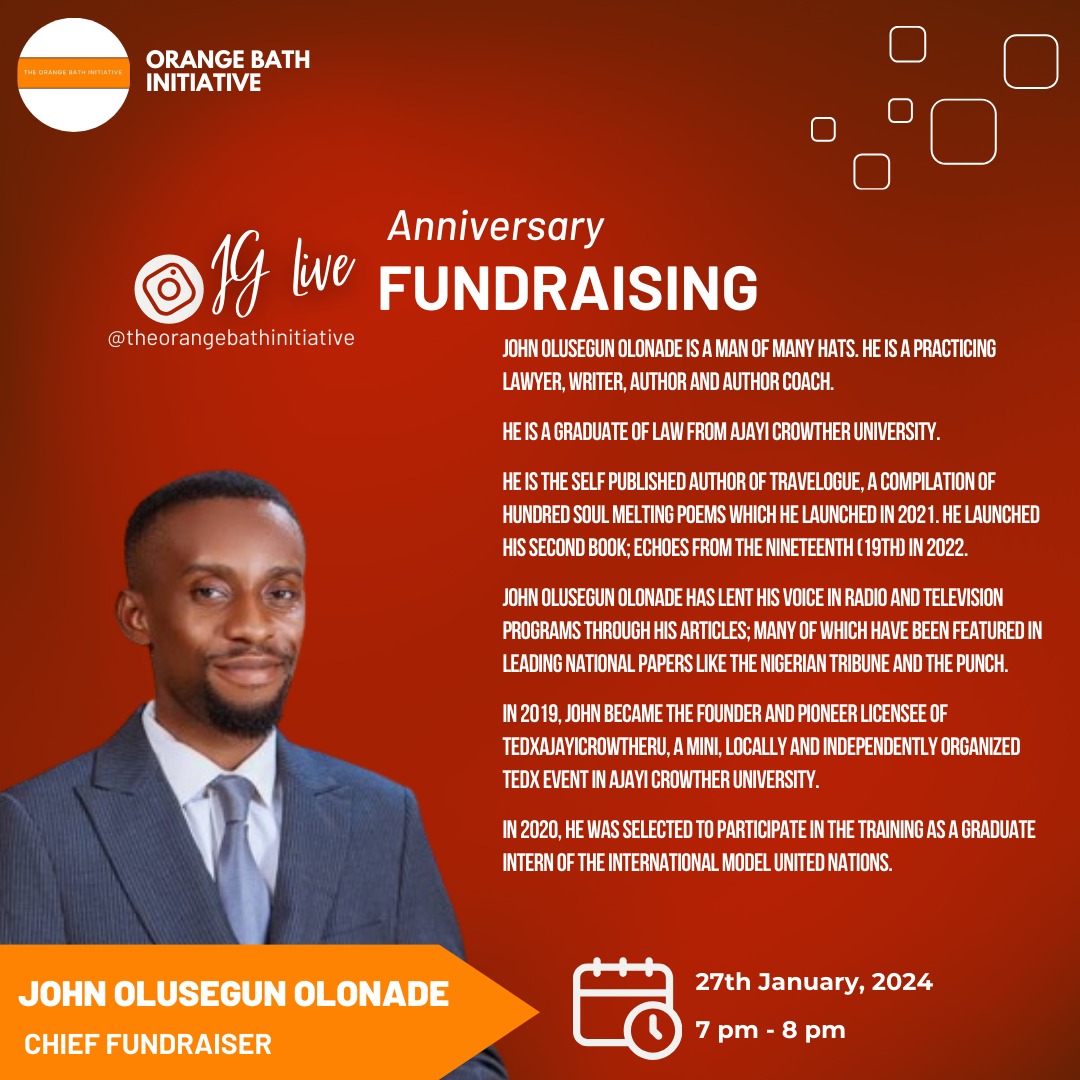 THE ORANGE BATH INITIATIVE
ORANGE BATH
INITIATIVE
Anniversary
IG Live
FUNDRAISING
@theorangebathinitiative
JOHN OLUSEGUN OLONADE IS A MAN OF MANY HATS. HE IS A PRACTICING
LAWYER, WRITER, AUTHOR AND AUTHOR COACH.
HE IS A GRADUATE OF LAW FROM AJAYI CROWTHER UNIVERSITY.
HE IS THE SELF PUBLISHED AUTHOR OF TRAVELOGUE, A COMPILATION OF
HUNDRED SOUL MELTING POEMS WHICH HE LAUNCHED IN 2021. HE LAUNCHED
HIS SECOND BOOK; ECHOES FROM THE NINETEENTH (19TH) IN 2022.
JOHN OLUSEGUN OLONADE HAS LENT HIS VOICE IN RADIO AND TELEVISION
PROGRAMS THROUGH HIS ARTICLES; MANY OF WHICH HAVE BEEN FEATURED IN
LEADING NATIONAL PAPERS LIKE THE NIGERIAN TRIBUNE AND THE PUNCH.
IN 2019, JOHN BECAME THE FOUNDER AND PIONEER LICENSEE OF
TEDXAJAYICROWTHERU, A MINI, LOCALLY AND INDEPENDENTLY ORGANIZED
TEDX EVENT IN AJAYI CROWTHER UNIVERSITY.
IN 2020, HE WAS SELECTED TO PARTICIPATE IN THE TRAINING AS A GRADUATE
INTERN OF THE INTERNATIONAL MODEL UNITED NATIONS.
JOHN OLUSEGUN OLONADE
CHIEF FUNDRAISER
27th January, 2024
7 pm - 8 pm